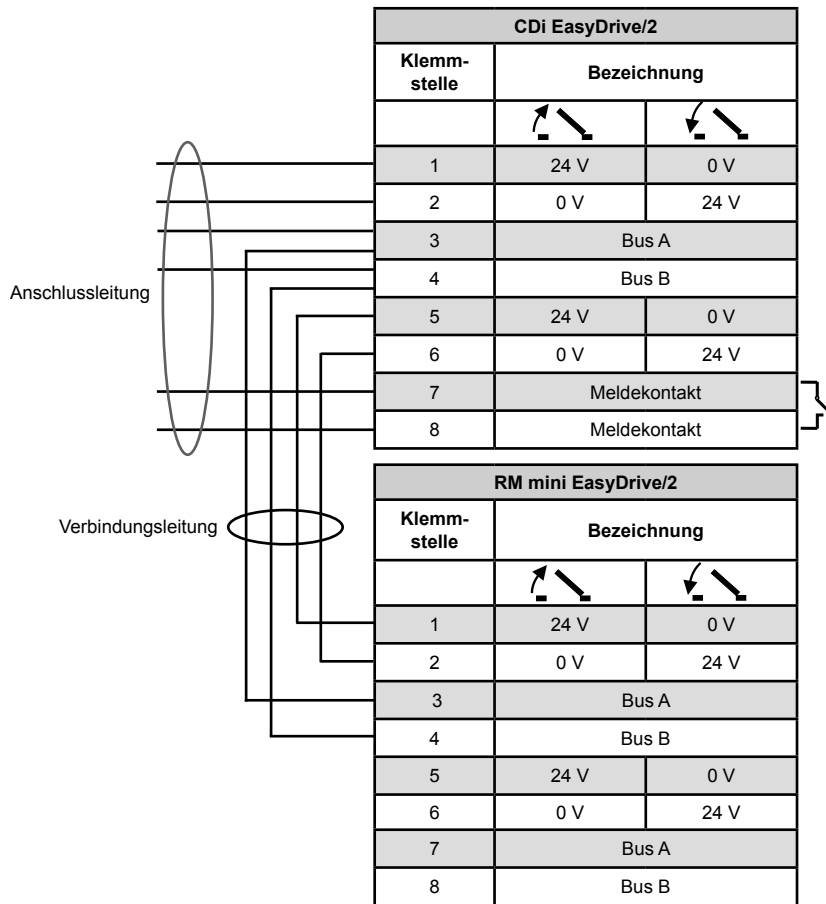 CDi EasyDrive/2
Klemm-
stelle
Bezeichnung
1 24 V 0 V
2 0 V 24 V
3 Bus A
4 Bus B
5 24 V 0 V
6 0 V 24 V
7 Meldekontakt
8 Meldekontakt
Anschlussleitung
RM mini EasyDrive/2
Klemm-
stelle
Bezeichnung
1 24 V 0 V
2 0 V 24 V
3 Bus A
4 Bus B
5 24 V 0 V
6 0 V 24 V
7 Bus A
8 Bus B
Verbindungsleitung